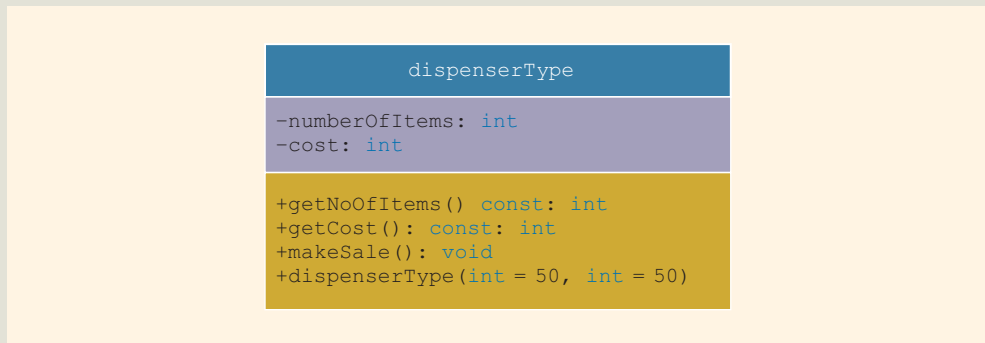 dispenserType
-numberOfItems: int
-cost: int
+getNoOfItems() const: int
+getCost(): const: int
+makeSale(): void
+dispenserType(int = 50, int = 50)